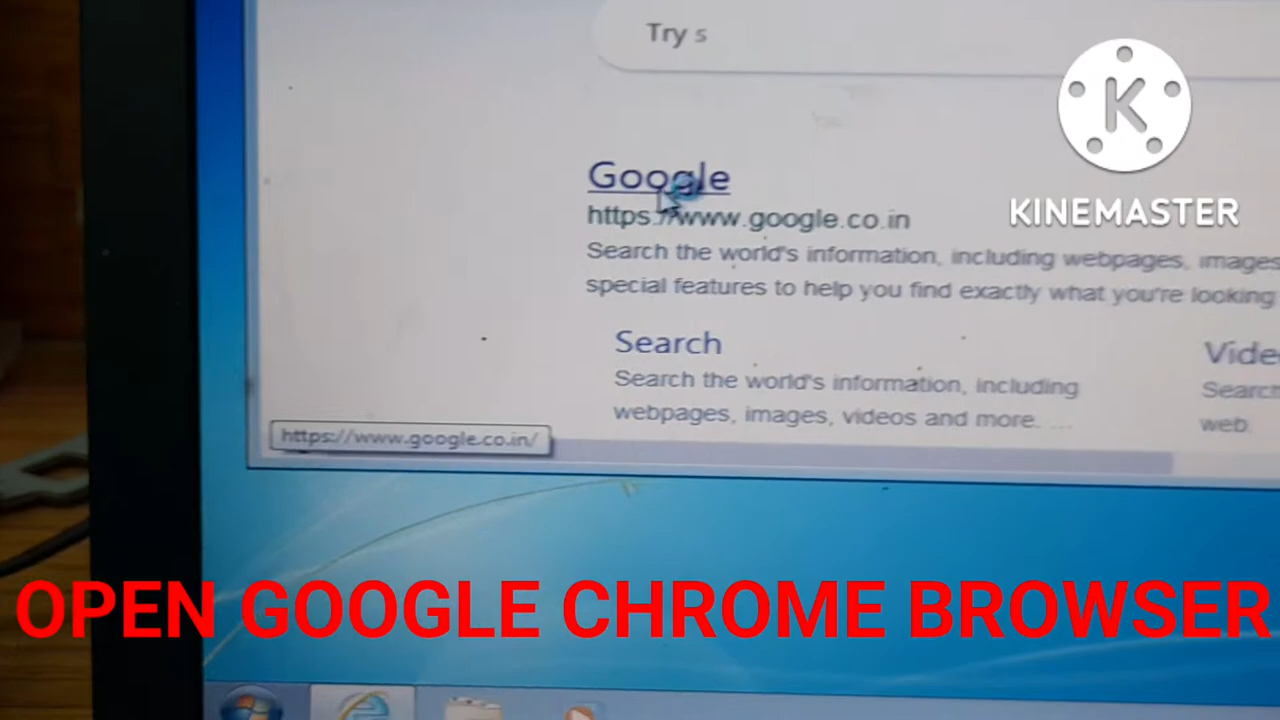 Try s
Google
https://www.google.co.in
Search the world's information, including webpages, images
special features to help you find exactly what you're looking
Search
Search the world's information, including
webpages, images, videos and more. ...
Vide
Search
web.
https://www.google.co.in/
KINEMASTER
OPEN GOOGLE CHROME BROWSER